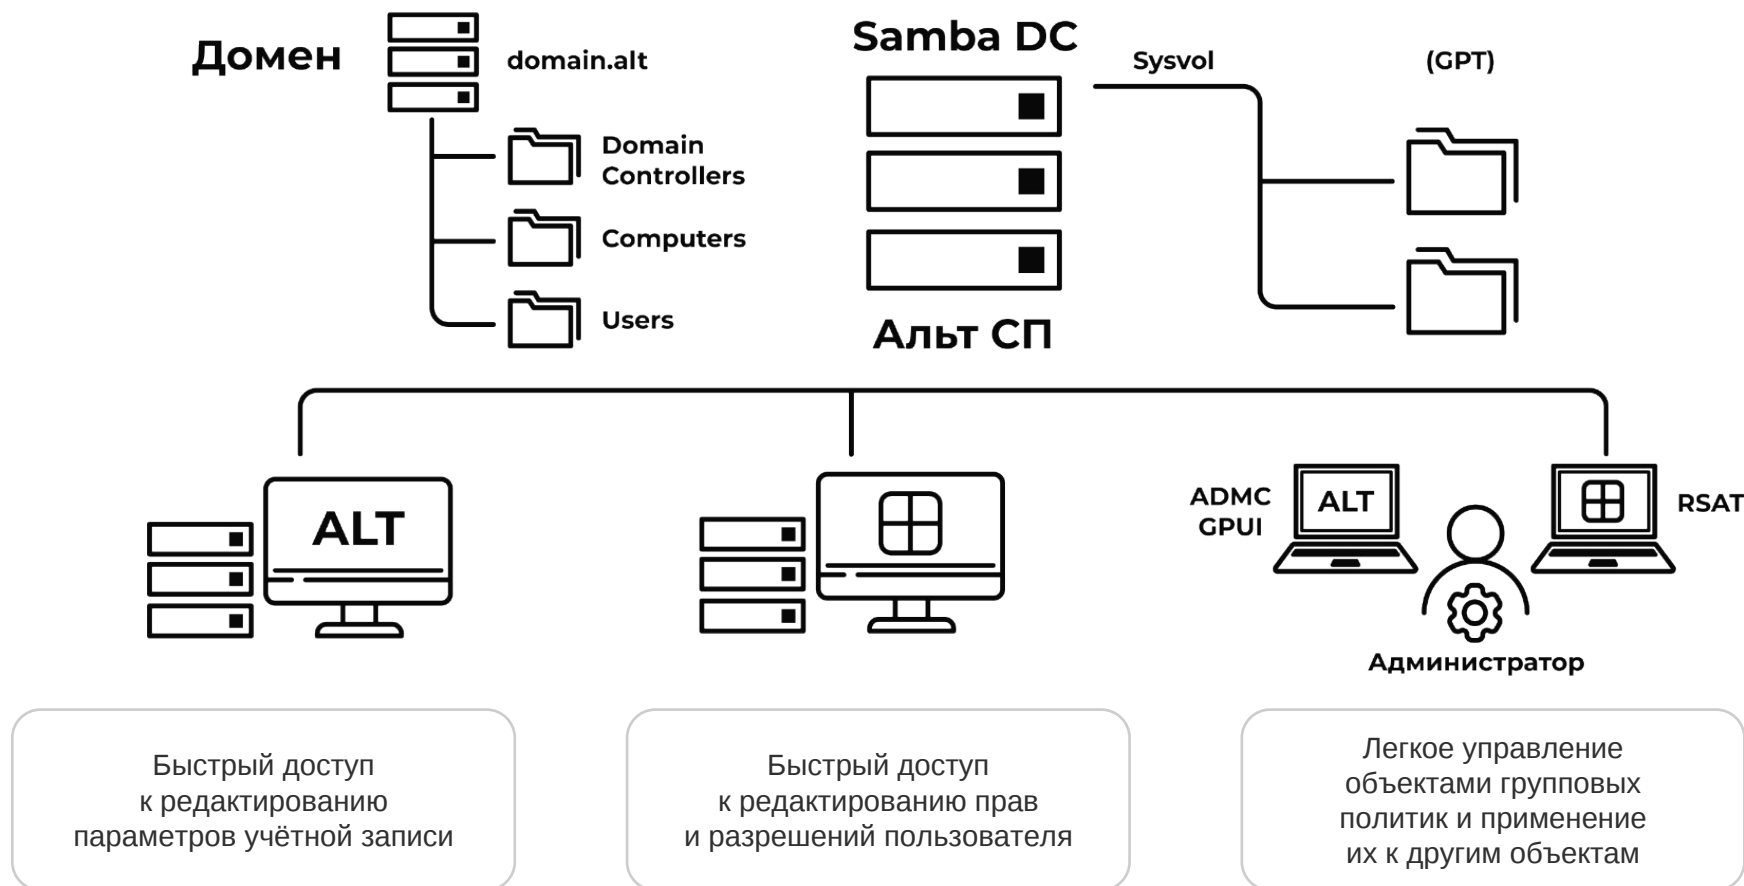 Домен
domain.alt
Domain
Controllers
Computers
Users
Samba DC
Альт СП
Sysvol
(GPT)
ALT
ADMC
GPUI
ALT
RSAT
Администратор
Быстрый доступ
к редактированию
параметров учётной записи
Быстрый доступ
к редактированию прав
и разрешений пользователя
Легкое управление
объектами групповых
политик и применение
их к другим объектам